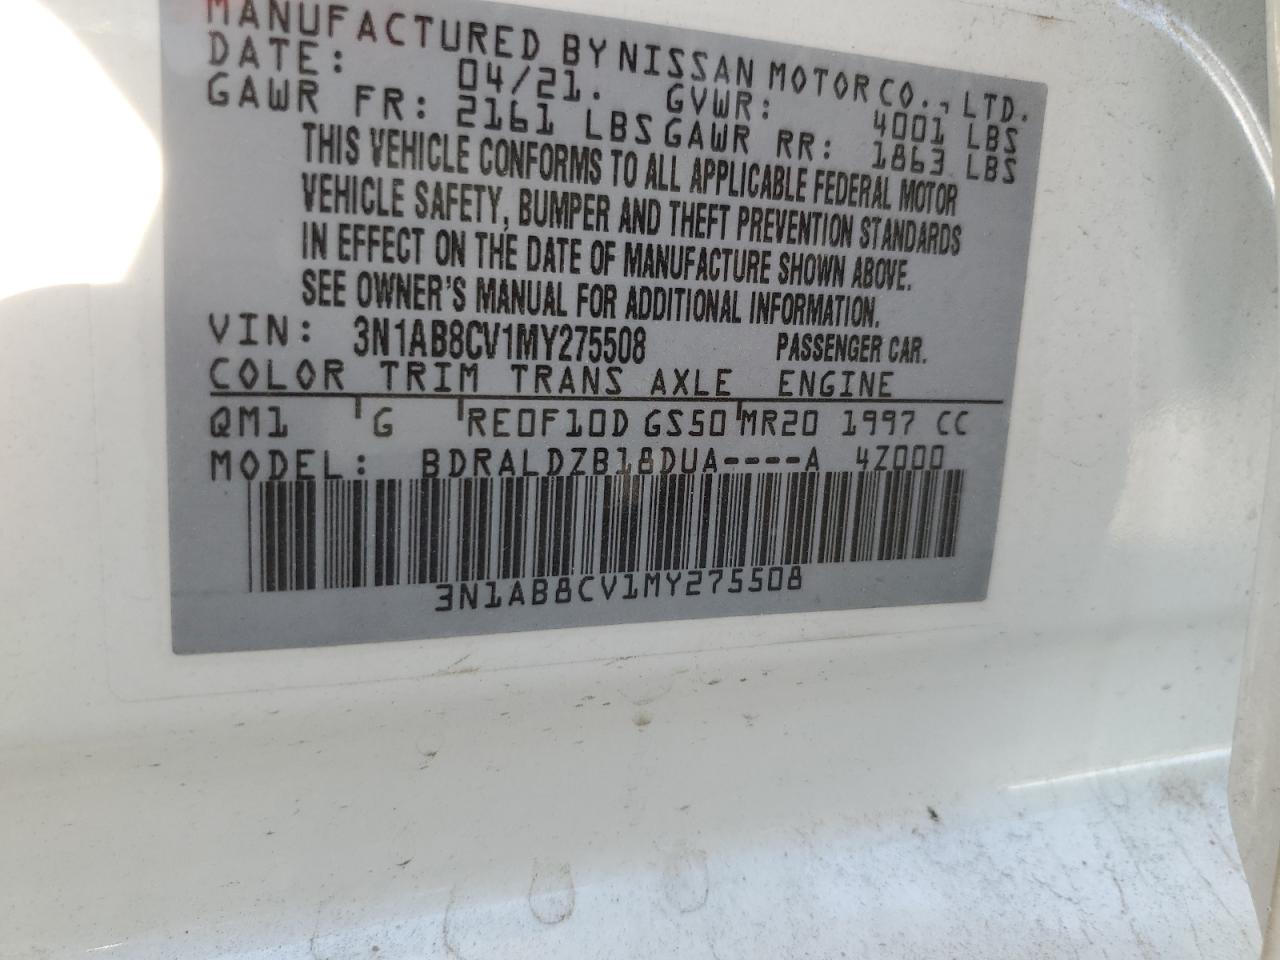 MANUFACTURED BY NISSAN MOTOR CO., LTD.
DATE: 04/21. GVWR: 4001 LBS
GAWR FR: 2161 LBS GAWR RR: 1863 LBS
THIS VEHICLE CONFORMS TO ALL APPLICABLE FEDERAL MOTOR
VEHICLE SAFETY, BUMPER AND THEFT PREVENTION STANDARDS
IN EFFECT ON THE DATE OF MANUFACTURE SHOWN ABOVE.
SEE OWNER'S MANUAL FOR ADDITIONAL INFORMATION.
VIN: 3N1AB8CV1MY275508 PASSENGER CAR.
COLOR TRIM TRANS AXLE ENGINE
QM1 G RE0F10D GS50 MR20 1997 CC
MODEL: BDRALDZB18DUA----A 4Z000
3N1AB8CV1MY275508